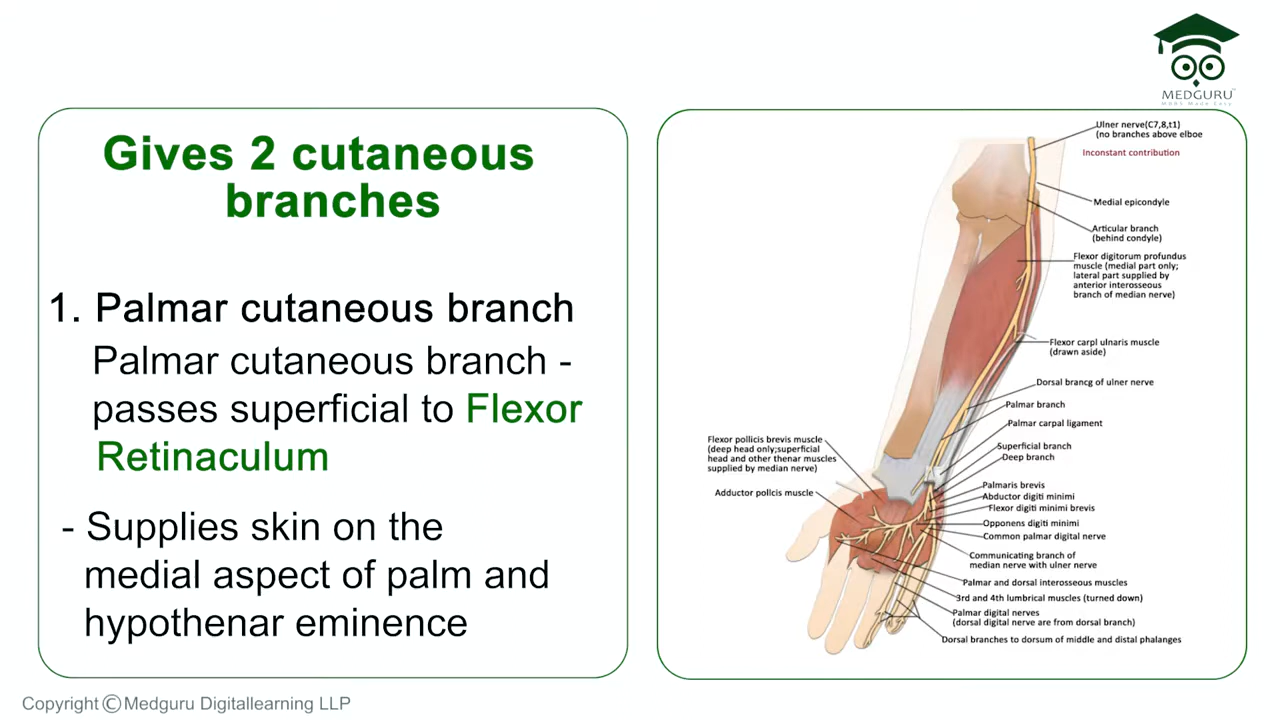 MEDGURU
Gives 2 cutaneous
branches
1. Palmar cutaneous branch
Palmar cutaneous branch -
passes superficial to Flexor
Retinaculum
- Supplies skin on the
medial aspect of palm and
hypothenar eminence
Ulner nerve(C7,8,t1)
(no branches above elboe
Inconstant contribution
Medial epicondyle
Articular branch
(behind condyle)
Flexor digitorum profundus
muscle (medial part only;
lateral part supplied by
anterior interosseous
branch of median nerve)
Flexor carpl ulnaris muscle
(drawn aside)
Dorsal brancg of ulner nerve
Palmar branch
Palmar carpal ligament
Superficial branch
Deep branch
Flexor pollicis brevis muscle
(deep head only;superficial
head and other thenar muscles
supplied by median nerve)
Adductor pollcis muscle
Palmaris brevis
Abductor digiti minimi
Flexor digiti minimi brevis
Opponens digiti minimi
Common palmar digital nerve
Communicating branch of
median nerve with ulner nerve
Palmar and dorsal interosseous muscles
3rd and 4th lumbrical muscles (turned down)
Palmar digital nerves
(dorsal digital nerve are from dorsal branch)
Dorsal branches to dorsum of middle and distal phalanges
Copyright © Medguru Digitallearning LLP